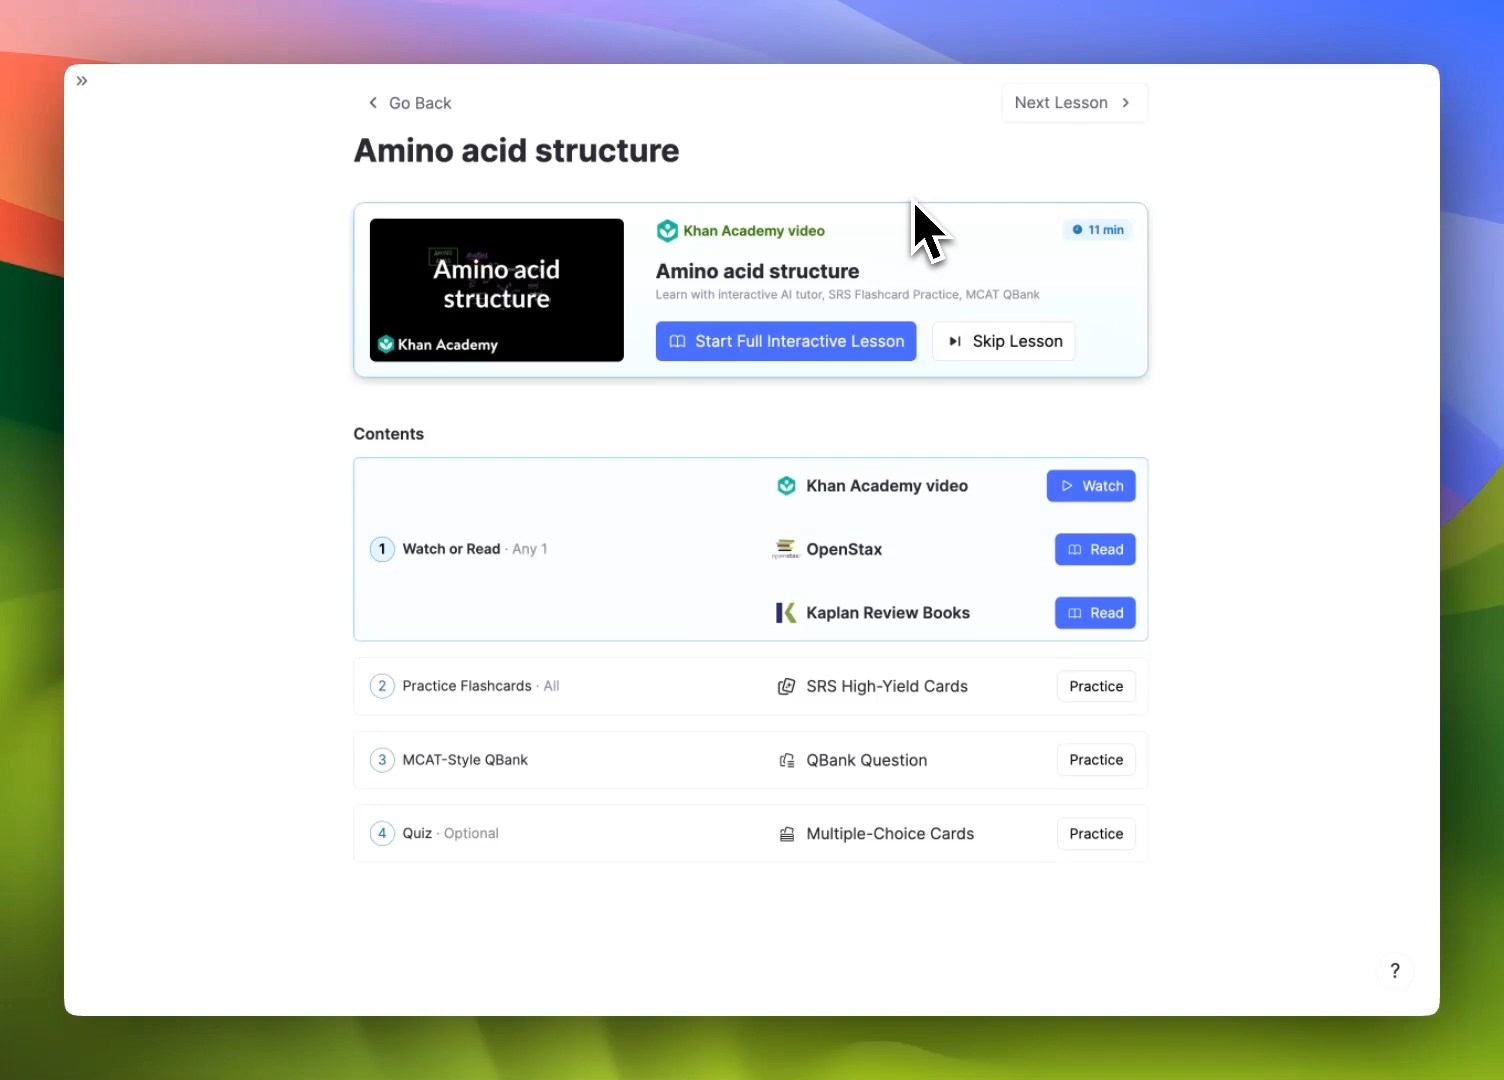 Go Back
Next Lesson
Amino acid structure
Amino acid
structure
Khan Academy
Khan Academy video
11 min
Amino acid structure
Learn with interactive AI tutor, SRS Flashcard Practice, MCAT QBank
Start Full Interactive Lesson
Skip Lesson
Contents
Khan Academy video
Watch
1 Watch or Read · Any 1
OpenStax
Read
Kaplan Review Books
Read
2 Practice Flashcards · All
SRS High-Yield Cards
Practice
3 MCAT-Style QBank
QBank Question
Practice
4 Quiz · Optional
Multiple-Choice Cards
Practice
?